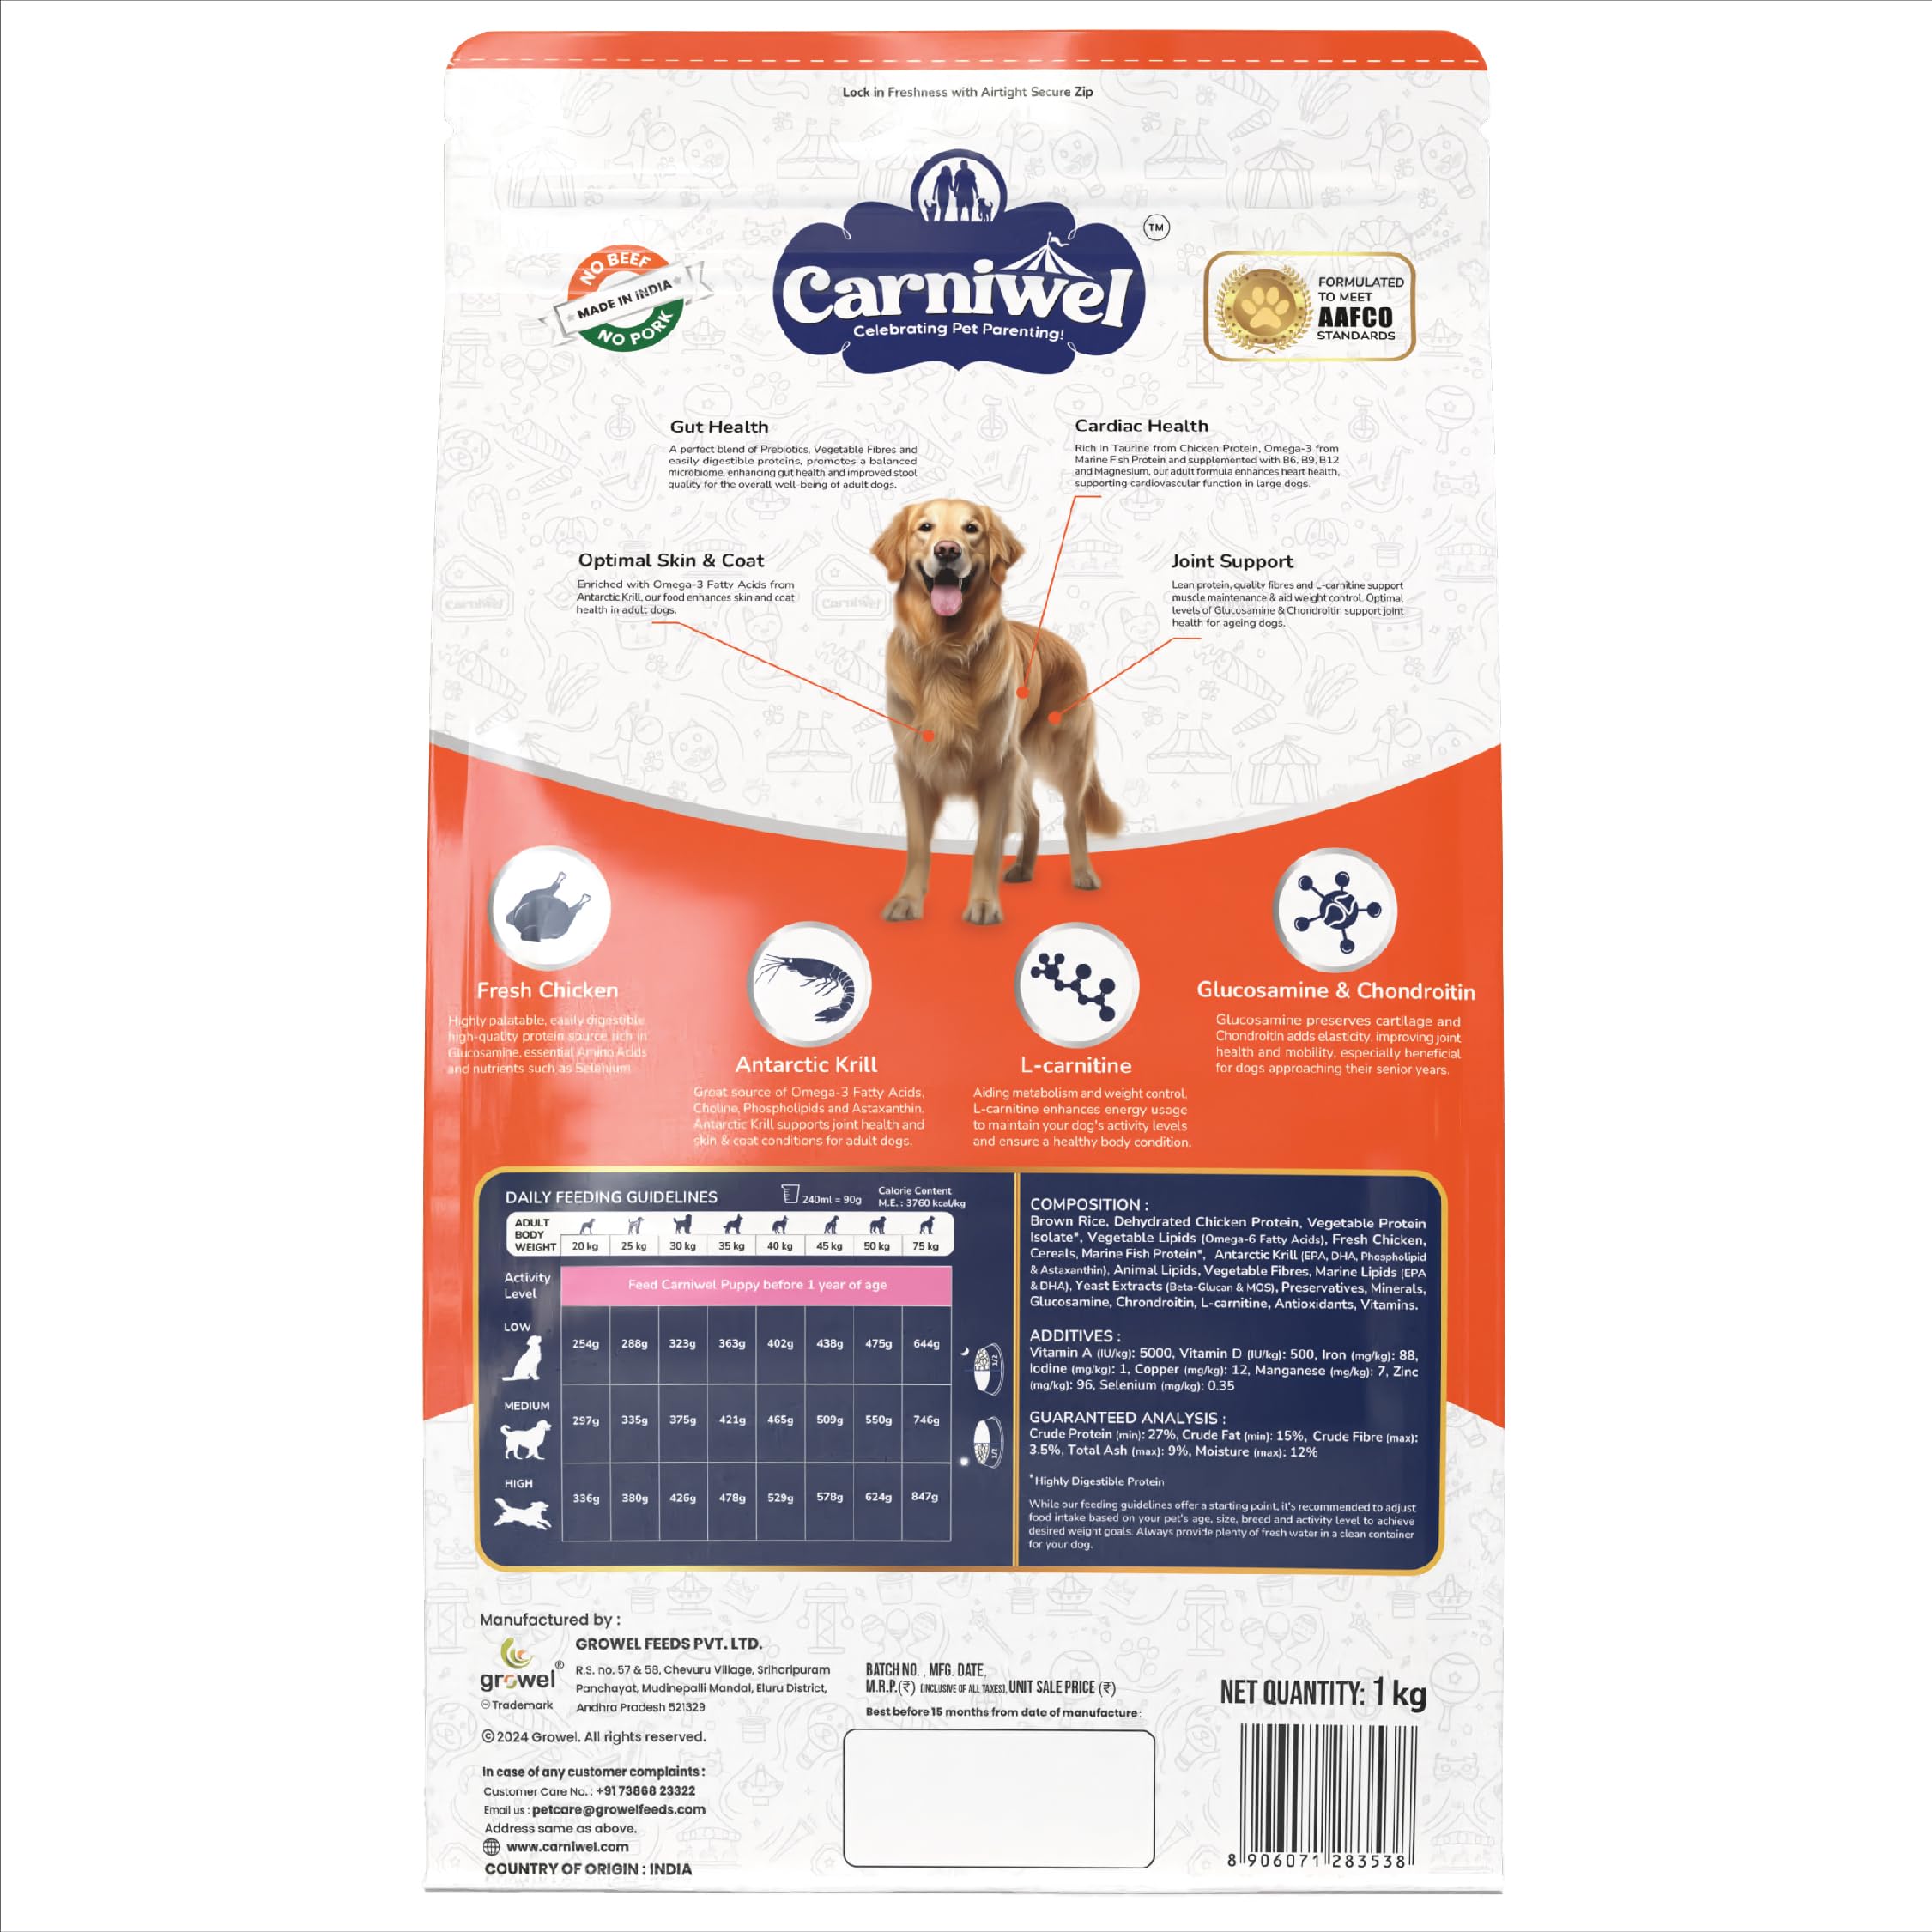 Lock in Freshness with Airtight Secure Zip
NO BEEF
MADE IN INDIA
NO PORK
Carniwel
TM
Celebrating Pet Parenting!
FORMULATED
TO MEET
AAFCO
STANDARDS
Gut Health
A perfect blend of Prebiotics, Vegetable Fibres and
easily digestible proteins, promotes a balanced
microbiome, enhancing gut health and improved stool
quality for the overall well-being of adult dogs.
Cardiac Health
Rich in Taurine from Chicken Protein, Omega-3 from
Marine Fish Protein and supplemented with B6, B9, B12
and Magnesium, our adult formula enhances heart health,
supporting cardiovascular function in large dogs.
Optimal Skin & Coat
Enriched with Omega-3 Fatty Acids from
Antarctic Krill, our food enhances skin and coat
health in adult dogs.
Joint Support
Lean protein, quality fibres and L-carnitine support
muscle maintenance & aid weight control. Optimal
levels of Glucosamine & Chondroitin support joint
health for ageing dogs.
Fresh Chicken
Highly palatable, easily digestible
high-quality protein source rich in
Glucosamine, essential Amino Acids
and nutrients such as Selenium
Antarctic Krill
Great source of Omega-3 Fatty Acids,
Choline, Phospholipids and Astaxanthin.
Antarctic Krill supports joint health and
skin & coat conditions for adult dogs.
L-carnitine
Aiding metabolism and weight control,
L-carnitine enhances energy usage
to maintain your dog's activity levels
and ensure a healthy body condition.
Glucosamine & Chondroitin
Glucosamine preserves cartilage and
Chondroitin adds elasticity, improving joint
health and mobility, especially beneficial
for dogs approaching their senior years.
DAILY FEEDING GUIDELINES
240ml = 90g
Calorie Content
M.E. : 3760 kcal/kg
ADULT
BODY
WEIGHT 20 kg 25 kg 30 kg 35 kg 40 kg 45 kg 50 kg 75 kg
Activity
Level
Feed Carniwel Puppy before 1 year of age
LOW
254g 288g 323g 363g 402g 438g 475g 644g
1/2
MEDIUM
297g 335g 375g 421g 465g 509g 550g 746g
1/2
HIGH
336g 380g 426g 478g 529g 578g 624g 847g
COMPOSITION :
Brown Rice, Dehydrated Chicken Protein, Vegetable Protein
Isolate*, Vegetable Lipids (Omega-6 Fatty Acids), Fresh Chicken,
Cereals, Marine Fish Protein*, Antarctic Krill (EPA, DHA, Phospholipid
& Astaxanthin), Animal Lipids, Vegetable Fibres, Marine Lipids (EPA
& DHA), Yeast Extracts (Beta-Glucan & MOS), Preservatives, Minerals,
Glucosamine, Chrondroitin, L-carnitine, Antioxidants, Vitamins.
ADDITIVES :
Vitamin A (IU/kg): 5000, Vitamin D (IU/kg): 500, Iron (mg/kg): 88,
Iodine (mg/kg): 1, Copper (mg/kg): 12, Manganese (mg/kg): 7, Zinc
(mg/kg): 96, Selenium (mg/kg): 0.35
GUARANTEED ANALYSIS :
Crude Protein (min): 27%, Crude Fat (min): 15%, Crude Fibre (max):
3.5%, Total Ash (max): 9%, Moisture (max): 12%
*Highly Digestible Protein
While our feeding guidelines offer a starting point, it's recommended to adjust
food intake based on your pet's age, size, breed and activity level to achieve
desired weight goals. Always provide plenty of fresh water in a clean container
for your dog.
Manufactured by :
growel®
Trademark
GROWEL FEEDS PVT. LTD.
R.S. no. 57 & 58, Chevuru Village, Sriharipuram
Panchayat, Mudinepalli Mandal, Eluru District,
Andhra Pradesh 521329
© 2024 Growel. All rights reserved.
In case of any customer complaints :
Customer Care No. : +91 73868 23322
Email us : petcare@growelfeeds.com
Address same as above.
www.carniwel.com
COUNTRY OF ORIGIN : INDIA
BATCH NO. , MFG. DATE,
M.R.P.(₹) (INCLUSIVE OF ALL TAXES), UNIT SALE PRICE (₹)
Best before 15 months from date of manufacture :
NET QUANTITY: 1 kg
8 906071 283538